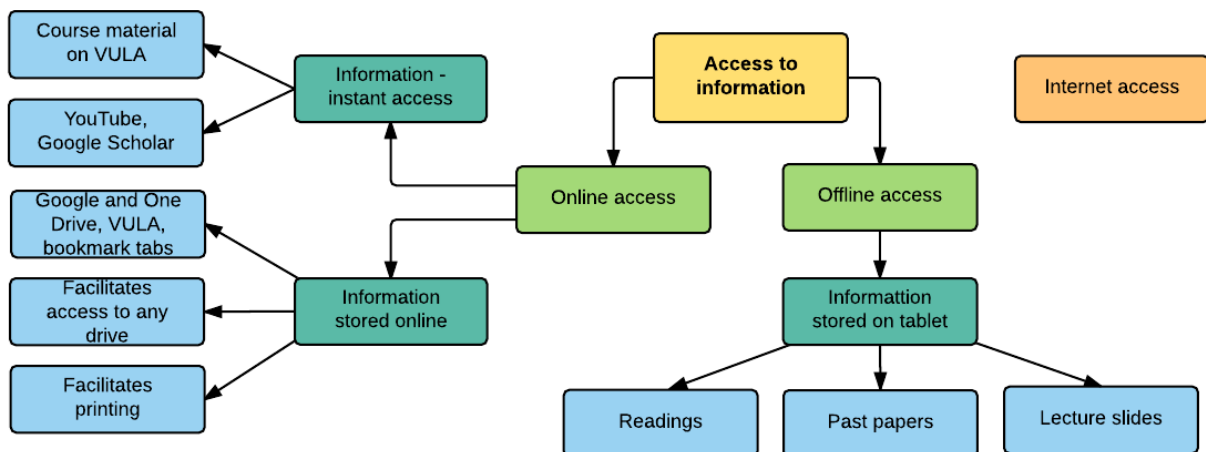 Course material
on VULA
YouTube,
Google Scholar
Google and One
Drive, VULA,
bookmark tabs
Facilitates
access to any
drive
Facilitates
printing
Information -
instant access
Information
stored online
Access to
information
Online access
Offline access
Informattion
stored on tablet
Readings
Past papers
Lecture slides
Internet access